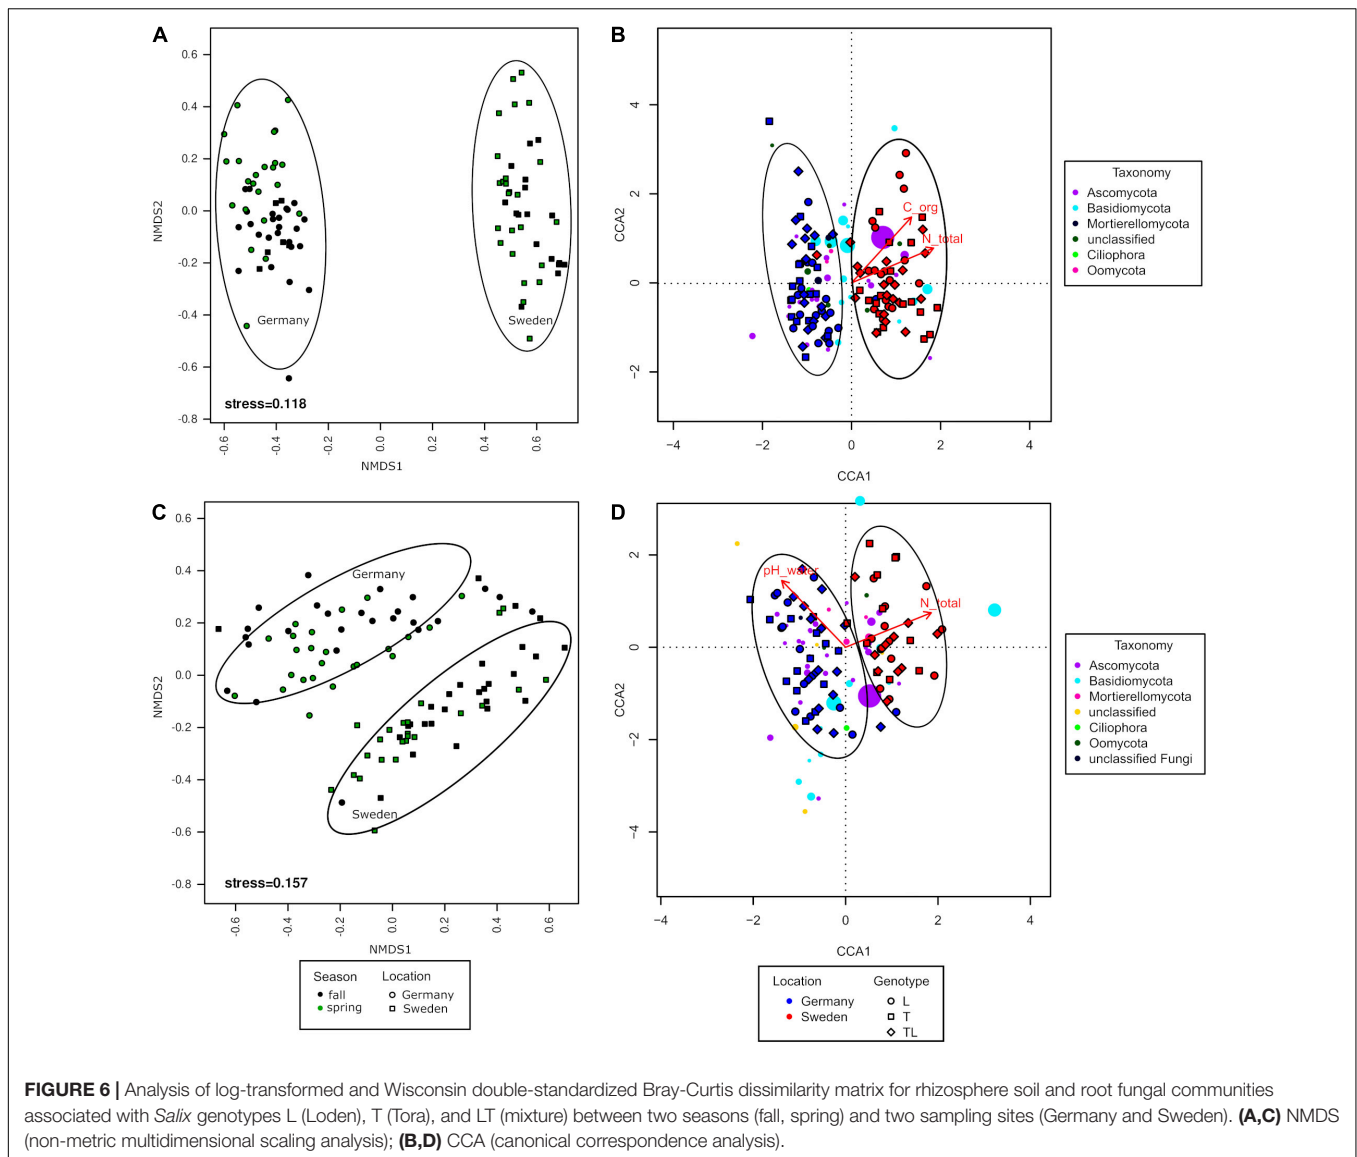 A
0.6
0.4
0.2
0.0
-0.2
-0.4
-0.6
-0.8
NMDS2
Germany
Sweden
stress=0.118
-0.6
-0.4
-0.2
0.0
0.2
0.4
0.6
NMDS1
B
4
2
0
−2
CCA2
C_org
N_total
−4
−2
0
2
4
CCA1
Taxonomy
Ascomycota
Basidiomycota
Mortierellomycota
unclassified
Ciliophora
Oomycota
C
0.6
0.4
0.2
0.0
-0.2
-0.4
-0.6
-0.8
NMDS2
Germany
Sweden
stress=0.157
-0.6
-0.4
-0.2
0.0
0.2
0.4
0.6
NMDS1
Season
fall
spring
Location
Germany
Sweden
D
2
0
−2
−4
CCA2
pH_water
N_total
−4
−2
0
2
4
CCA1
Taxonomy
Ascomycota
Basidiomycota
Mortierellomycota
unclassified
Ciliophora
Oomycota
unclassified Fungi
Location
Germany
Sweden
Genotype
L
T
TL
FIGURE 6 | Analysis of log-transformed and Wisconsin double-standardized Bray-Curtis dissimilarity matrix for rhizosphere soil and root fungal communities
associated with Salix genotypes L (Loden), T (Tora), and LT (mixture) between two seasons (fall, spring) and two sampling sites (Germany and Sweden). (A,C) NMDS
(non-metric multidimensional scaling analysis); (B,D) CCA (canonical correspondence analysis).